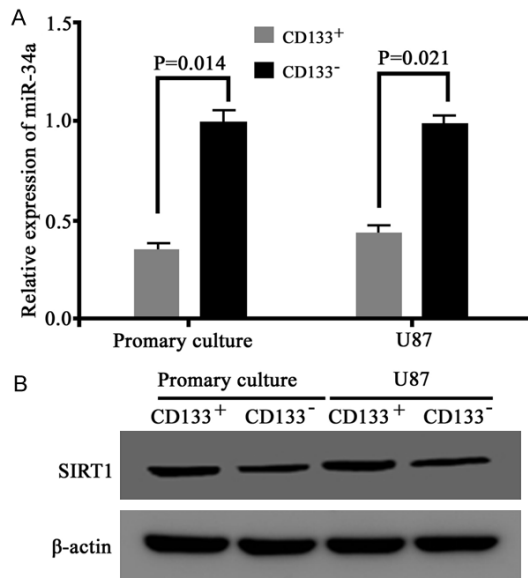 A
Relative expression of miR-34a
1.5
1.0
0.5
0.0
CD133+
CD133-
P=0.014
P=0.021
Promary culture
U87
B
Promary culture U87
CD133+ CD133- CD133+ CD133-
SIRT1
β-actin